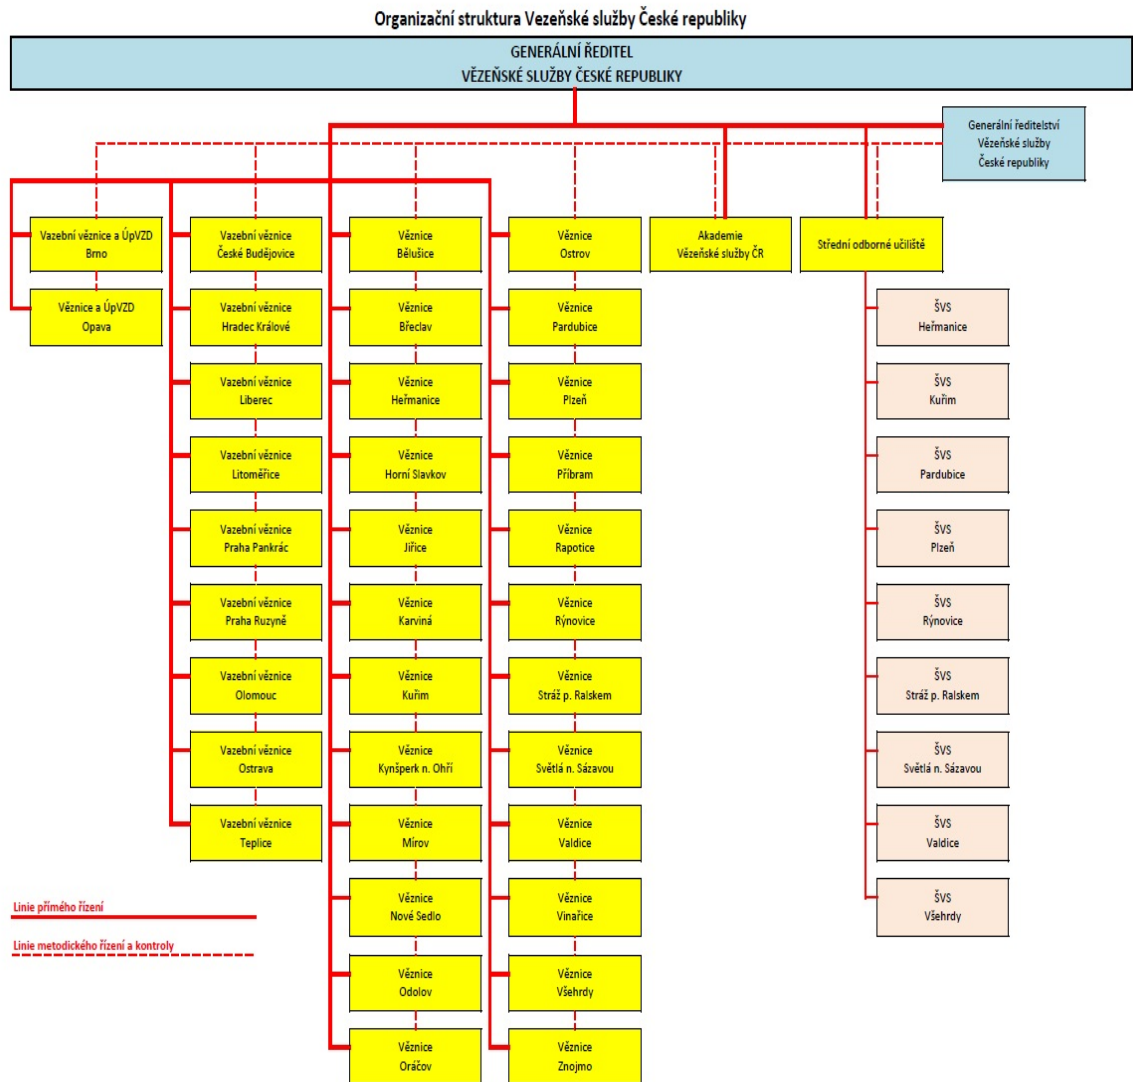 Organizační struktura Vezeňské služby České republiky
GENERÁLNÍ ŘEDITEL
VĚZEŇSKÉ SLUŽBY ČESKÉ REPUBLIKY
Generální ředitelství
Vězeňské služby
České republiky
Vazební věznice a ÚpVZD
Brno
Věznice a ÚpVZD
Opava
Vazební věznice
České Budějovice
Vazební věznice
Hradec Králové
Vazební věznice
Liberec
Vazební věznice
Litoměřice
Vazební věznice
Praha Pankrác
Vazební věznice
Praha Ruzyně
Vazební věznice
Olomouc
Vazební věznice
Ostrava
Vazební věznice
Teplice
Věznice
Bělušice
Věznice
Břeclav
Věznice
Heřmanice
Věznice
Horní Slavkov
Věznice
Jiřice
Věznice
Karviná
Věznice
Kuřim
Věznice
Kynšperk n. Ohří
Věznice
Mírov
Věznice
Nové Sedlo
Věznice
Odolov
Věznice
Oráčov
Věznice
Ostrov
Věznice
Pardubice
Věznice
Plzeň
Věznice
Příbram
Věznice
Rapotice
Věznice
Rýnovice
Věznice
Stráž p. Ralskem
Věznice
Světlá n. Sázavou
Věznice
Valdice
Věznice
Vinařice
Věznice
Všehrdy
Věznice
Znojmo
Akademie
Vězeňské služby ČR
Střední odborné učiliště
ŠVS
Heřmanice
ŠVS
Kuřim
ŠVS
Pardubice
ŠVS
Plzeň
ŠVS
Rýnovice
ŠVS
Stráž p. Ralskem
ŠVS
Světlá n. Sázavou
ŠVS
Valdice
ŠVS
Všehrdy
Linie přímého řízení
Linie metodického řízení a kontroly